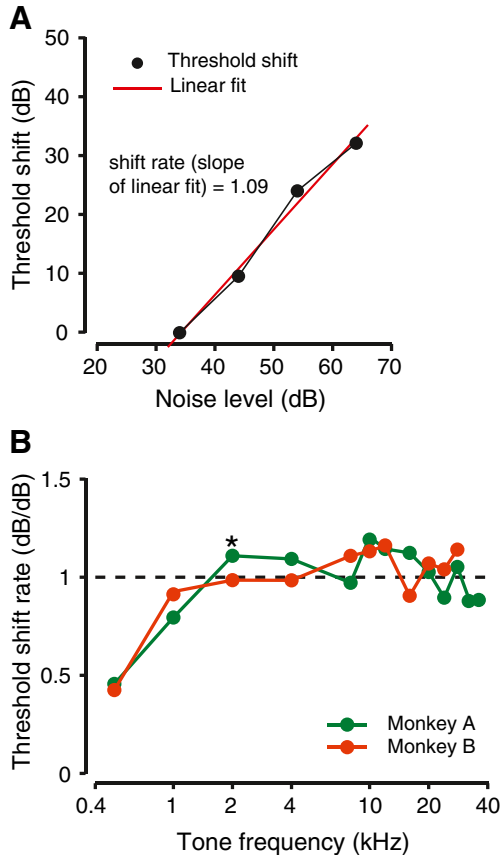 A
Threshold shift (dB)
50
40
30
20
10
0
Threshold shift
Linear fit
shift rate (slope
of linear fit) = 1.09
20 30 40 50 60 70
Noise level (dB)
B
Threshold shift rate (dB/dB)
1.5
1
0.5
0
*
Monkey A
Monkey B
0.4 1 2 4 10 20 40
Tone frequency (kHz)